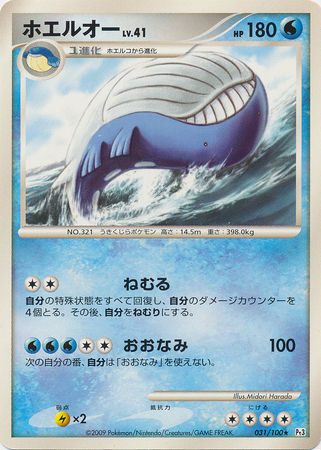 ホエルオー LV.41 HP 180
1進化 ホエルコから進化
NO.321 うきくじらポケモン 高さ：14.5m 重さ：398.0kg
ねむる
自分の特殊状態をすべて回復し、自分のダメージカウンターを
4個とる。その後、自分をねむりにする。
おおなみ 100
次の自分の番、自分は「おおなみ」を使えない。
Illus.Midori Harada
弱点 抵抗力 にげる
×2
©2009 Pokémon/Nintendo/Creatures/GAME FREAK. Pt3 031/100★